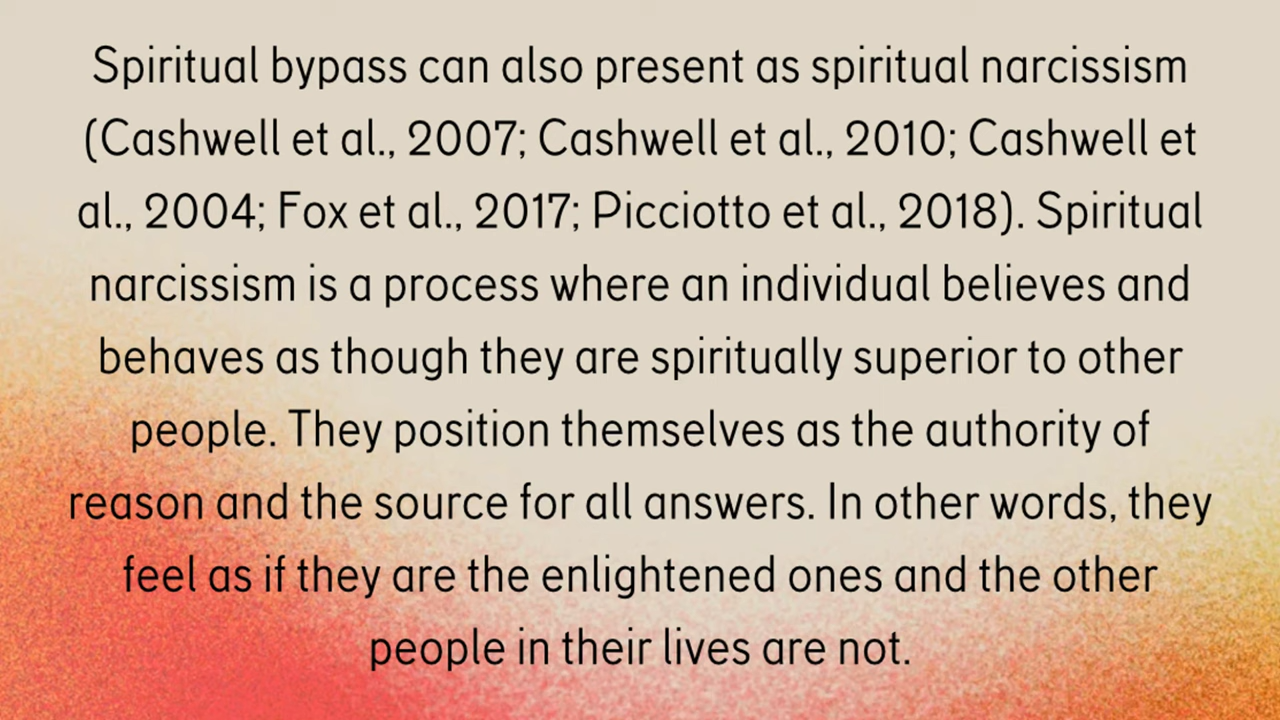 Spiritual bypass can also present as spiritual narcissism
(Cashwell et al., 2007; Cashwell et al., 2010; Cashwell et
al., 2004; Fox et al., 2017; Picciotto et al., 2018). Spiritual
narcissism is a process where an individual believes and
behaves as though they are spiritually superior to other
people. They position themselves as the authority of
reason and the source for all answers. In other words, they
feel as if they are the enlightened ones and the other
people in their lives are not.